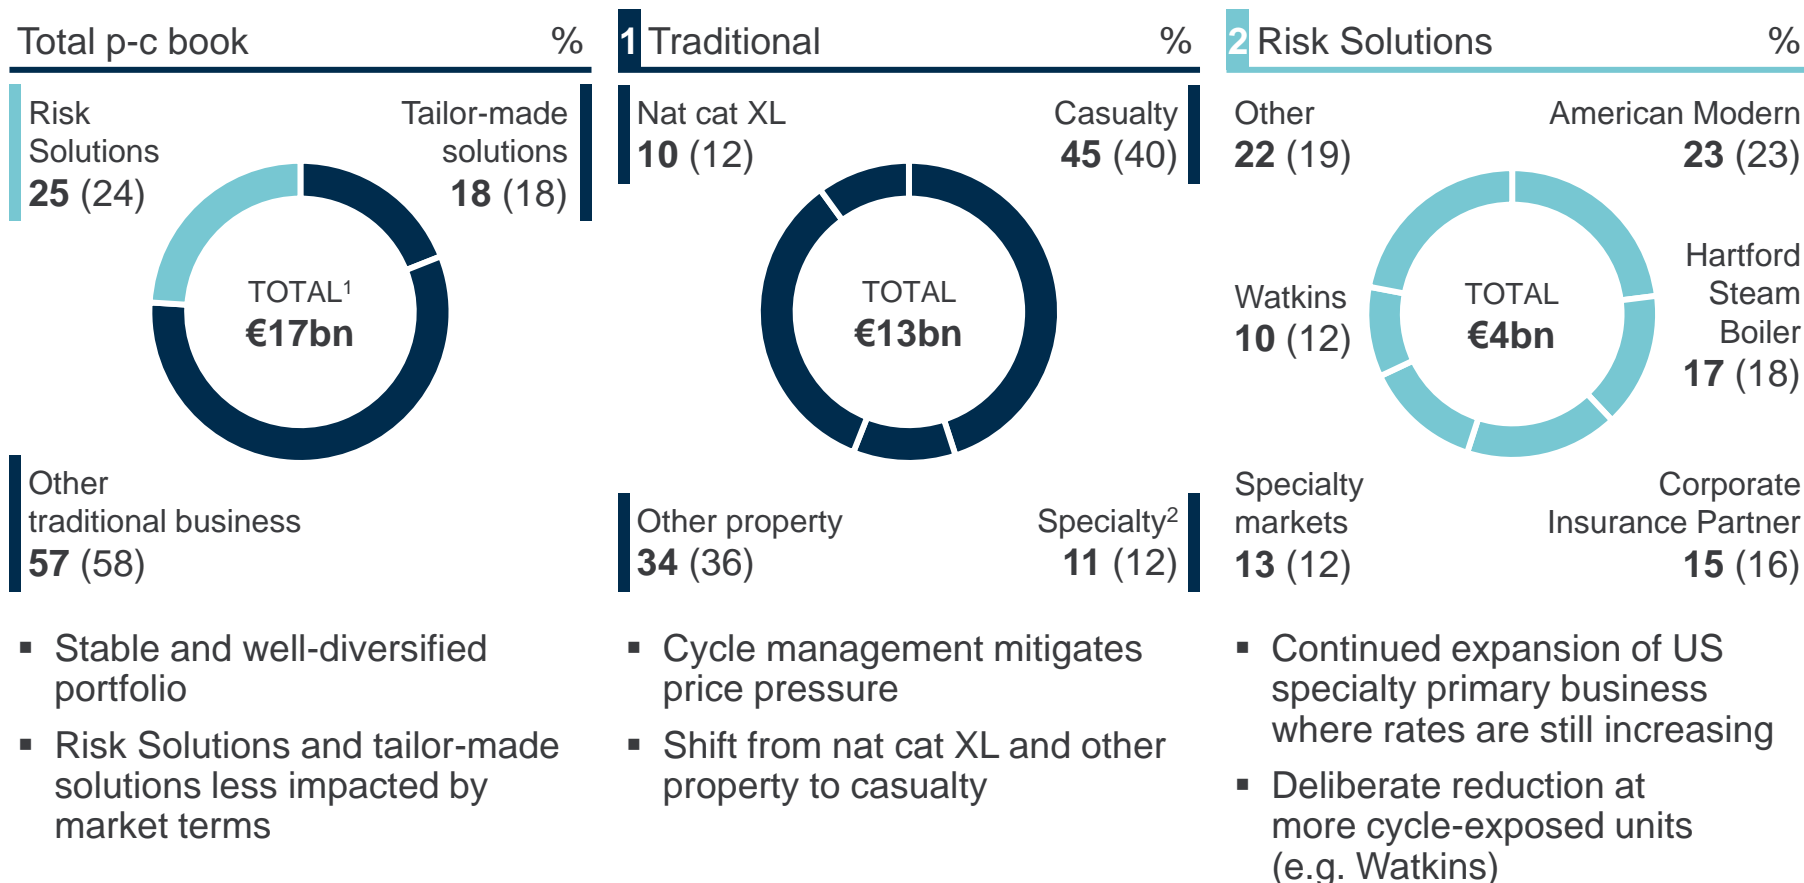 Total p-c book %
Risk
Solutions
25 (24)
Tailor-made
solutions
18 (18)
TOTAL¹
€17bn
Other
traditional business
57 (58)
▪ Stable and well-diversified
portfolio
▪ Risk Solutions and tailor-made
solutions less impacted by
market terms
1 Traditional %
Nat cat XL
10 (12)
Casualty
45 (40)
TOTAL
€13bn
Other property
34 (36)
Specialty²
11 (12)
▪ Cycle management mitigates
price pressure
▪ Shift from nat cat XL and other
property to casualty
2 Risk Solutions %
Other
22 (19)
American Modern
23 (23)
Watkins
10 (12)
TOTAL
€4bn
Hartford
Steam
Boiler
17 (18)
Specialty
markets
13 (12)
Corporate
Insurance Partner
15 (16)
▪ Continued expansion of US
specialty primary business
where rates are still increasing
▪ Deliberate reduction at
more cycle-exposed units
(e.g. Watkins)